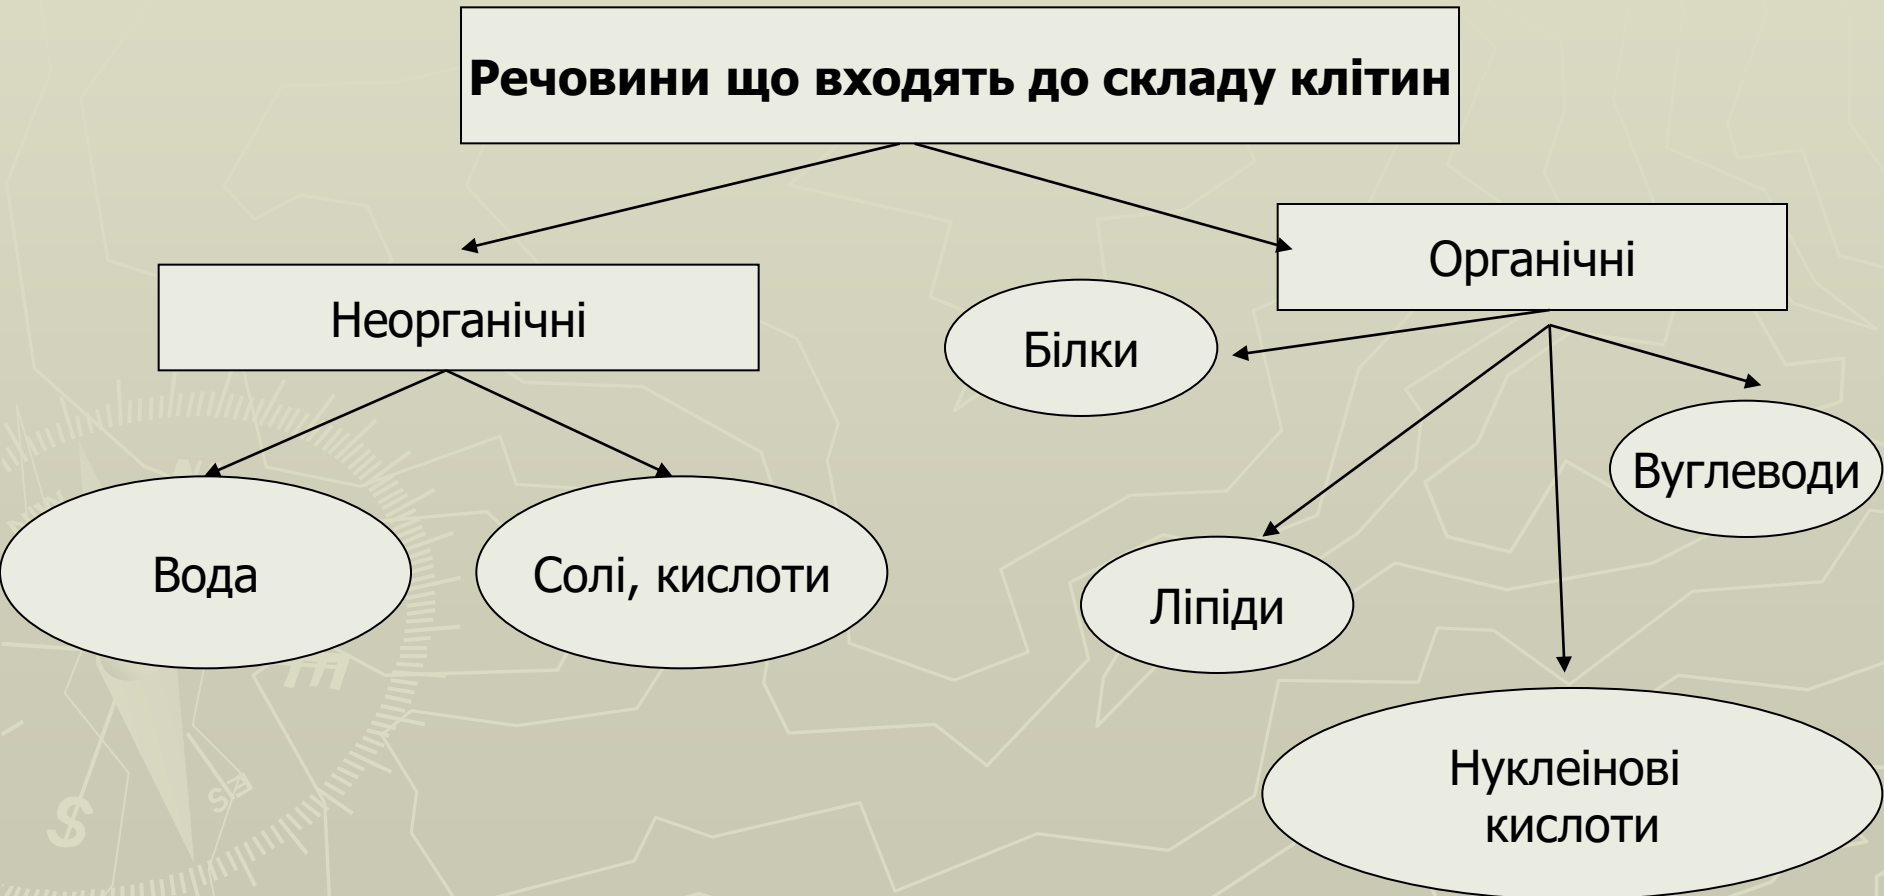 Речовини що входять до складу клітин
Органічні
Неорганічні
Білки
Вуглеводи
Вода
Солі, кислоти
Ліпіди
Нуклеінові
кислоти